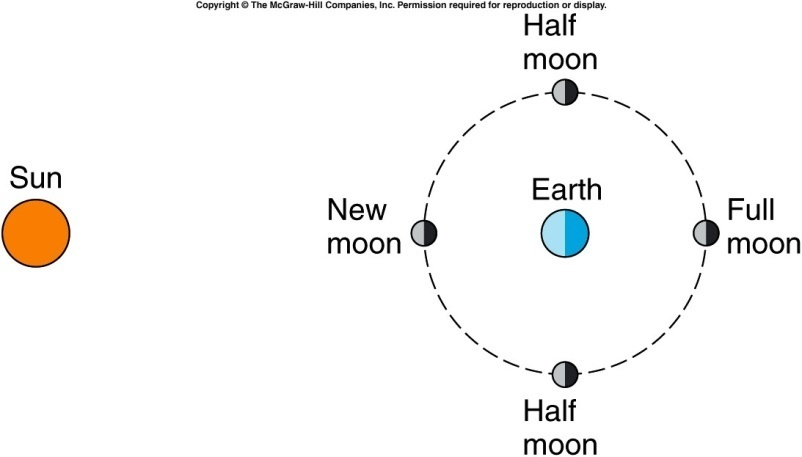 Copyright © The McGraw-Hill Companies, Inc. Permission required for reproduction or display.
Half
moon
Sun
Earth
New
moon
Full
moon
Half
moon